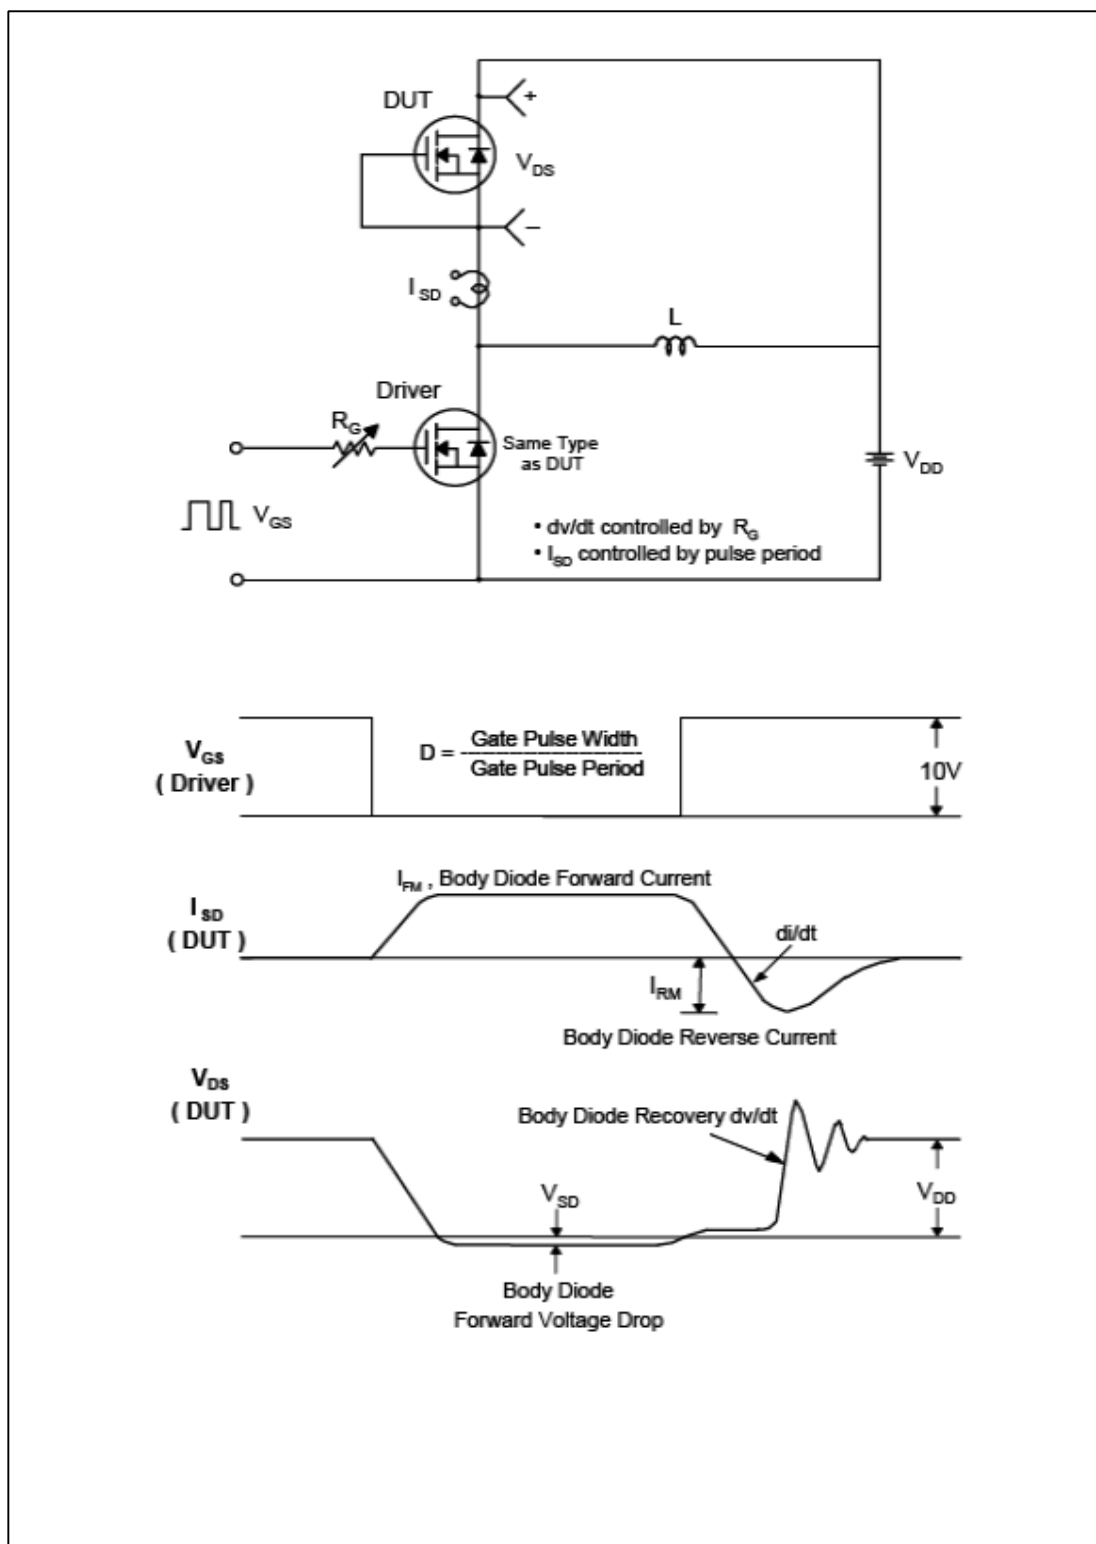 DUT
+
V_DS
–
I_SD
L
Driver
R_G
Same Type
as DUT
V_DD
V_GS
• dv/dt controlled by R_G
• I_SD controlled by pulse period
V_GS
( Driver )
D = Gate Pulse Width
Gate Pulse Period
10V
I_FM , Body Diode Forward Current
I_SD
( DUT )
di/dt
I_RM
Body Diode Reverse Current
V_DS
( DUT )
Body Diode Recovery dv/dt
V_SD
V_DD
Body Diode
Forward Voltage Drop